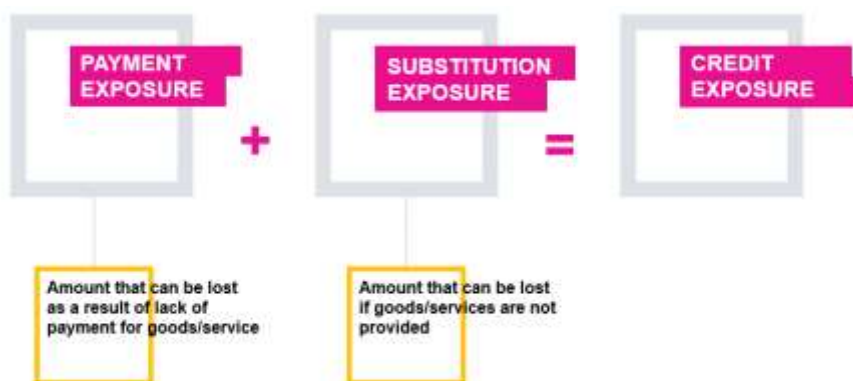 PAYMENT
EXPOSURE
+
SUBSTITUTION
EXPOSURE
=
CREDIT
EXPOSURE
Amount that can be lost
as a result of lack of
payment for goods/service
Amount that can be lost
if goods/services are not
provided